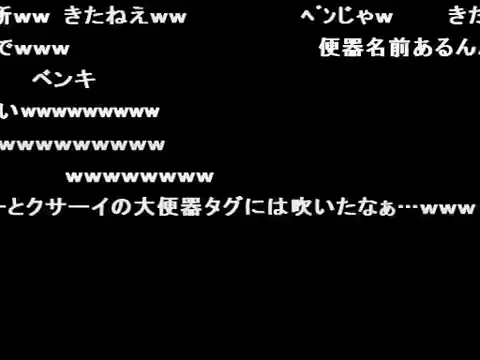 所ww きたねえww ﾍﾞﾝじゃw きた
でwww 便器名前あるん
ベンキ
いwwwwwwwww
wwwwwwwwww
wwwwwwww
ーとクサーイの大便器タグには吹いたなぁ…www